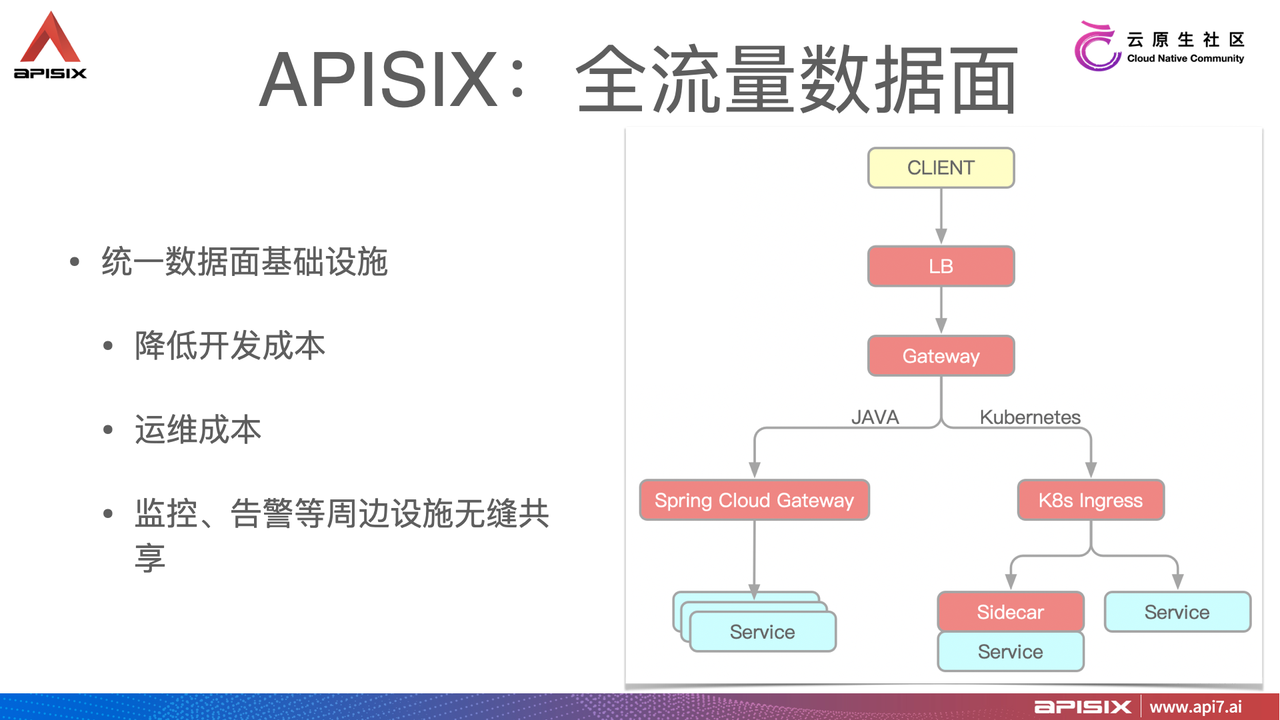 APISIX
APISIX：全流量数据面
云原生社区
Cloud Native Community
• 统一数据面基础设施
• 降低开发成本
• 运维成本
• 监控、告警等周边设施无缝共
享
CLIENT
LB
Gateway
JAVA
Kubernetes
Spring Cloud Gateway
K8s Ingress
Service
Sidecar
Service
Service
APISIX
www.api7.ai